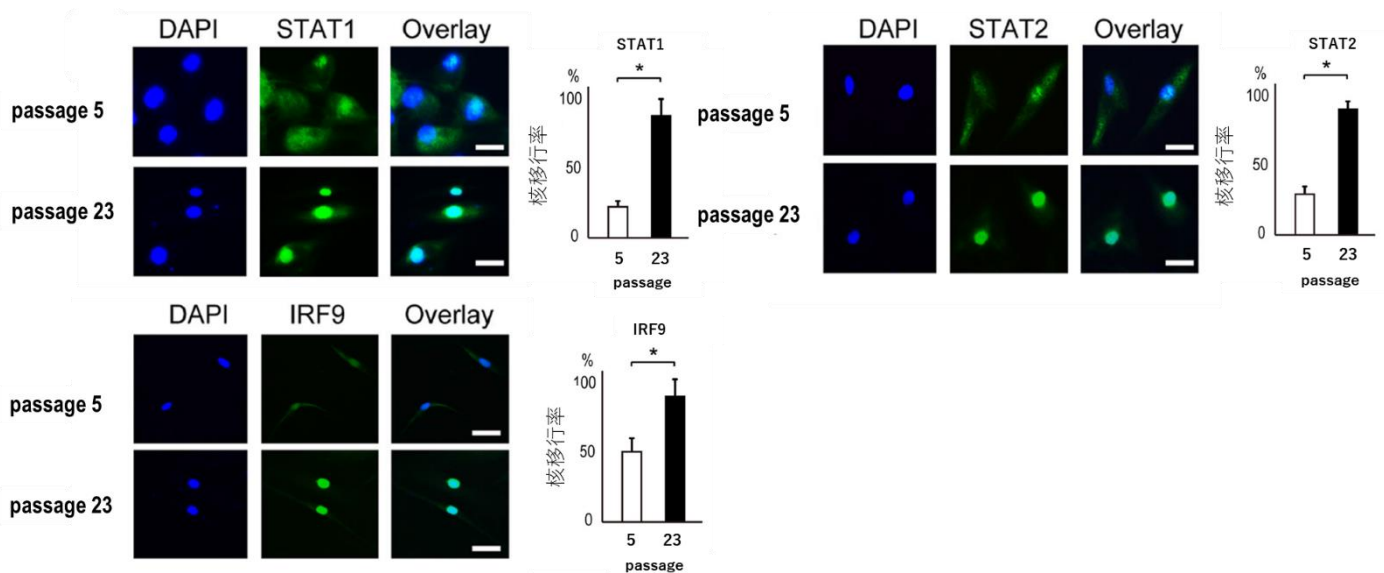 DAPI STAT1 Overlay
passage 5
passage 23
STAT1
*
%
100
50
0
核移行率
5 23
passage
DAPI STAT2 Overlay
passage 5
passage 23
STAT2
*
%
100
50
0
核移行率
5 23
passage
DAPI IRF9 Overlay
passage 5
passage 23
IRF9
*
%
100
50
0
核移行率
5 23
passage